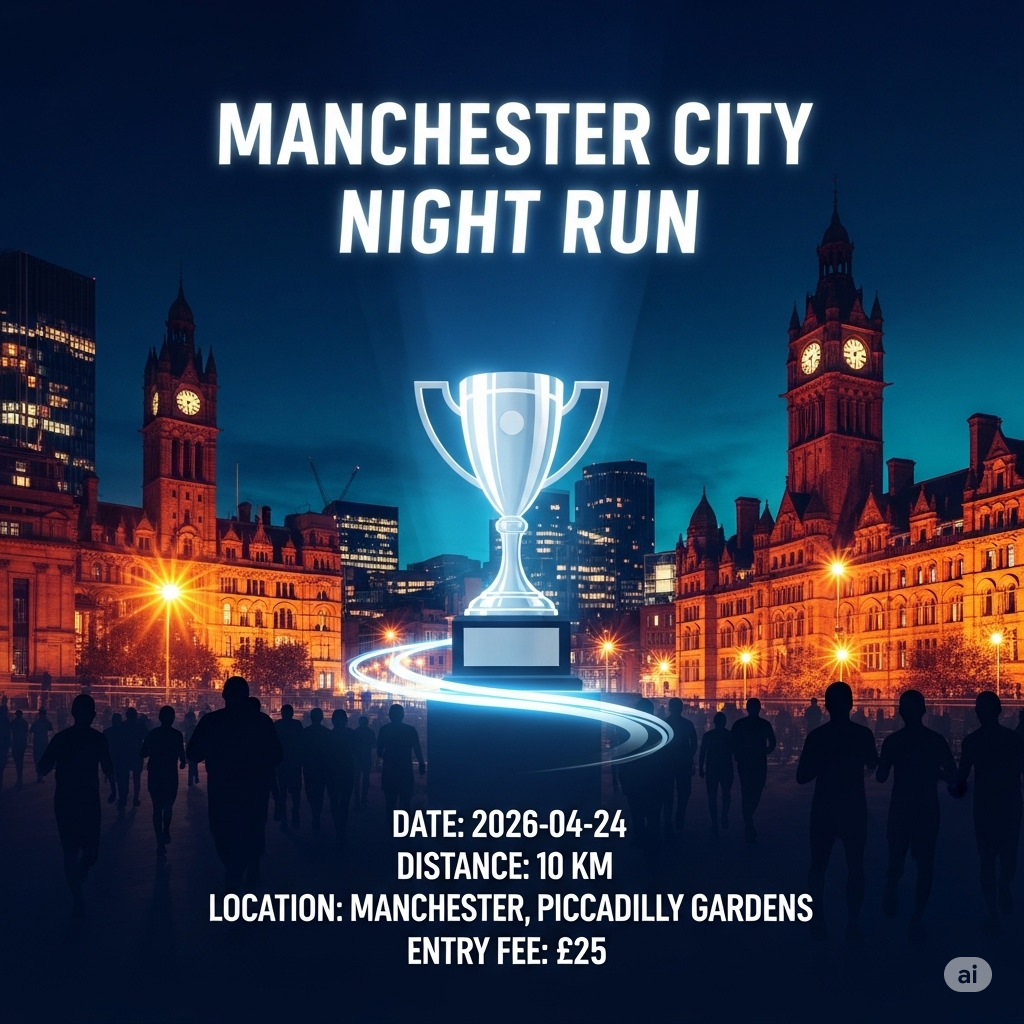 MANCHESTER CITY
NIGHT RUN
DATE: 2026-04-24
DISTANCE: 10 KM
LOCATION: MANCHESTER, PICCADILLY GARDENS
ENTRY FEE: £25
ai